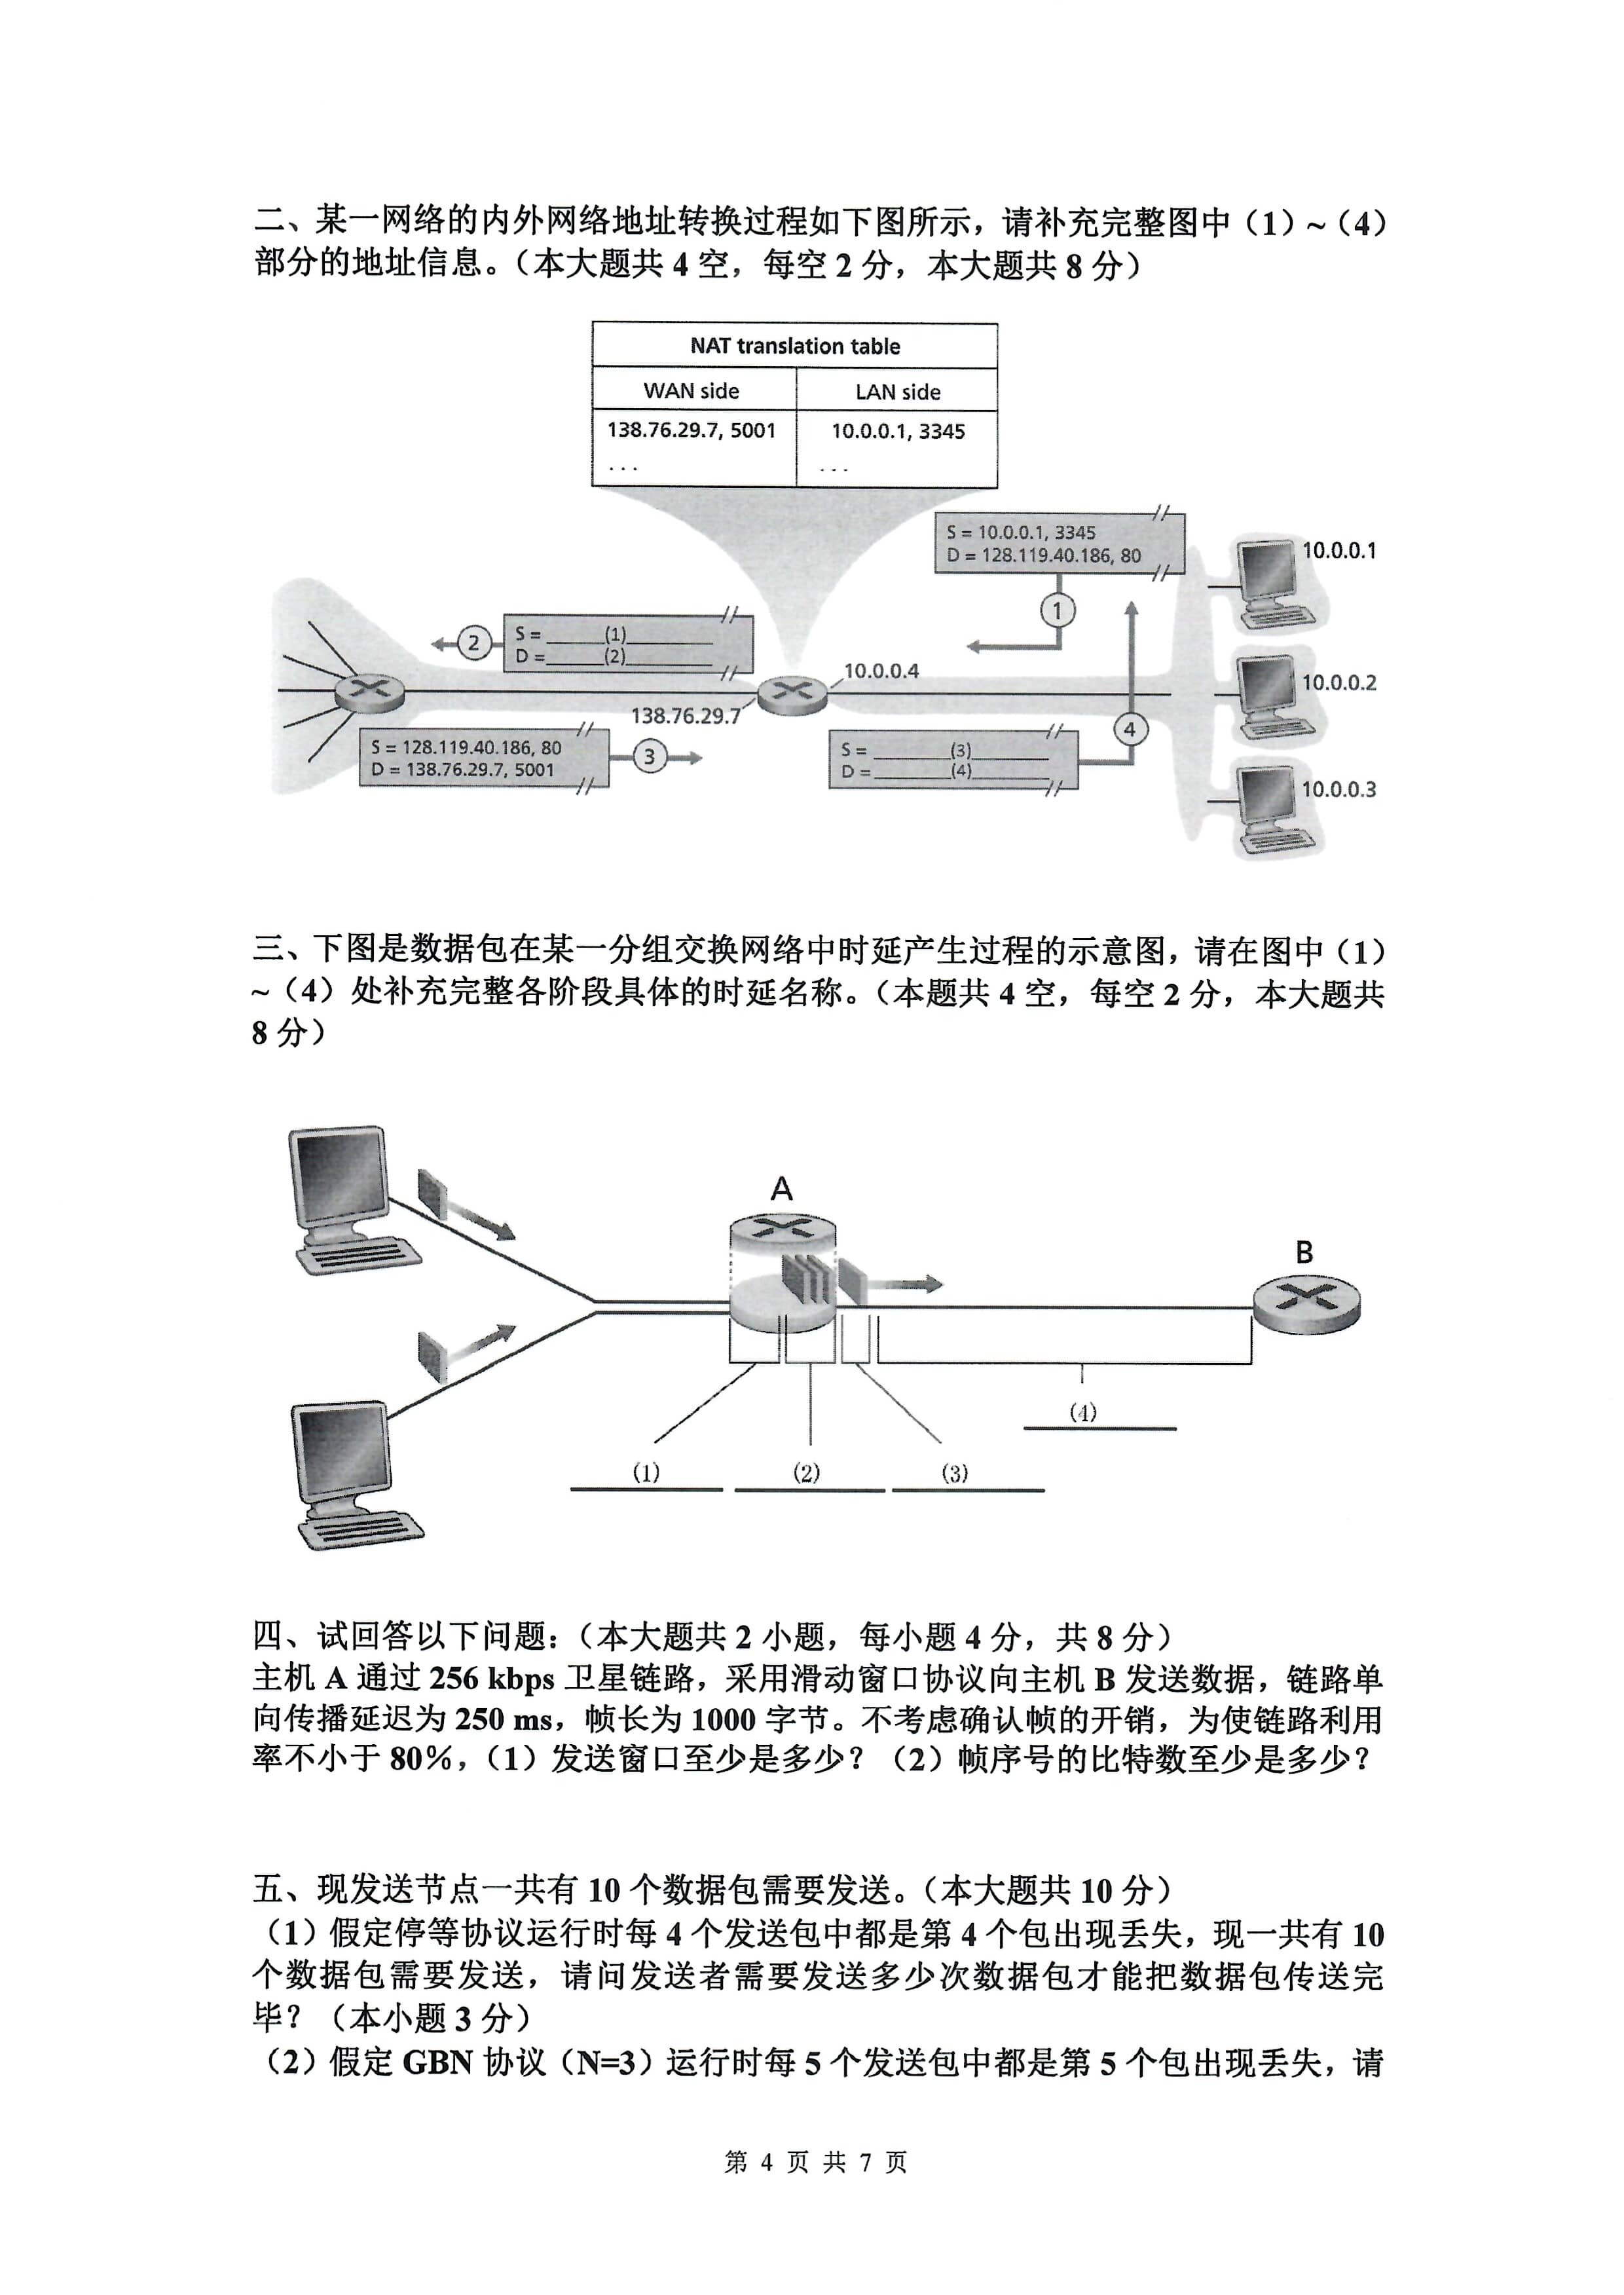 二、某一网络的内外网络地址转换过程如下图所示，请补充完整图中（1）~（4）
部分的地址信息。（本大题共 4 空，每空 2 分，本大题共 8 分）
NAT translation table
WAN side
LAN side
138.76.29.7, 5001
10.0.0.1, 3345
...
...
S = 10.0.0.1, 3345
D = 128.119.40.186, 80
10.0.0.1
1
2
S = ______(1)________
D = ______(2)________
10.0.0.4
10.0.0.2
138.76.29.7
4
S = 128.119.40.186, 80
D = 138.76.29.7, 5001
3
S = ________(3)________
D = ________(4)________
10.0.0.3
三、下图是数据包在某一分组交换网络中时延产生过程的示意图，请在图中（1）
~（4）处补充完整各阶段具体的时延名称。（本题共 4 空，每空 2 分，本大题共
8 分）
A
B
(4)
(1)
(2)
(3)
四、试回答以下问题：（本大题共 2 小题，每小题 4 分，共 8 分）
主机 A 通过 256 kbps 卫星链路，采用滑动窗口协议向主机 B 发送数据，链路单
向传播延迟为 250 ms，帧长为 1000 字节。不考虑确认帧的开销，为使链路利用
率不小于 80%，（1）发送窗口至少是多少？（2）帧序号的比特数至少是多少？
五、现发送节点一共有 10 个数据包需要发送。（本大题共 10 分）
（1）假定停等协议运行时每 4 个发送包中都是第 4 个包出现丢失，现一共有 10
个数据包需要发送，请问发送者需要发送多少次数据包才能把数据包传送完
毕？（本小题 3 分）
（2）假定 GBN 协议（N=3）运行时每 5 个发送包中都是第 5 个包出现丢失，请
第 4 页 共 7 页